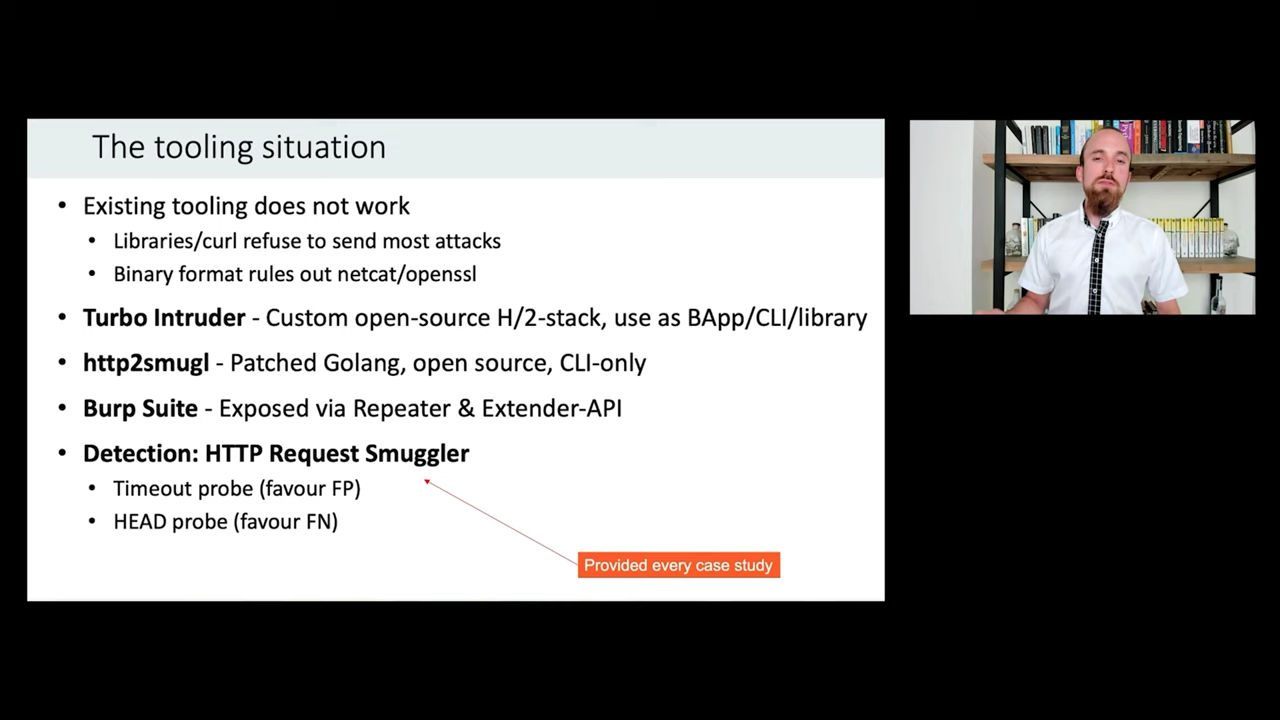 The tooling situation
• Existing tooling does not work
• Libraries/curl refuse to send most attacks
• Binary format rules out netcat/openssl
• Turbo Intruder - Custom open-source H/2-stack, use as BApp/CLI/library
• http2smugl - Patched Golang, open source, CLI-only
• Burp Suite - Exposed via Repeater & Extender-API
• Detection: HTTP Request Smuggler
• Timeout probe (favour FP)
• HEAD probe (favour FN)
Provided every case study